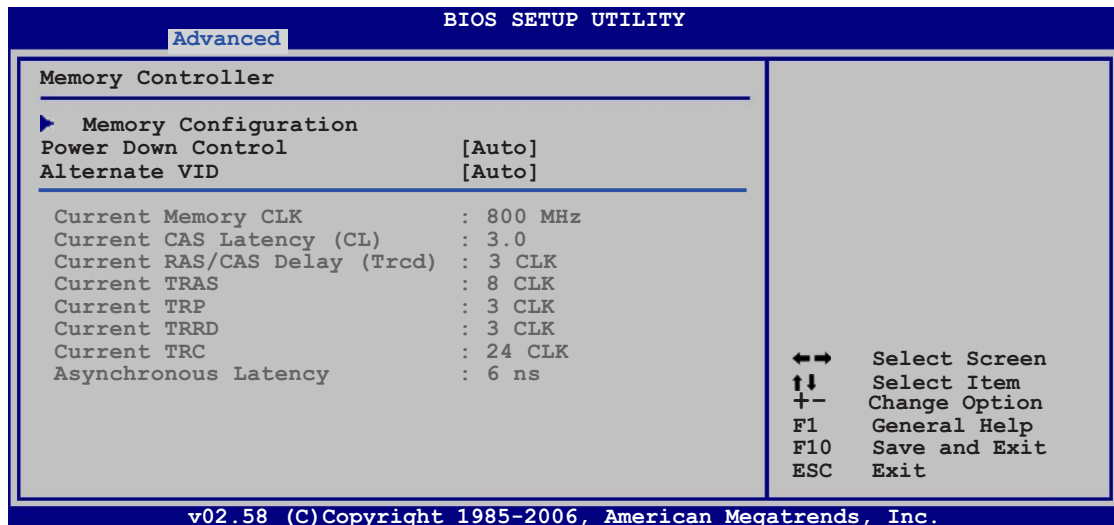 BIOS SETUP UTILITY
Advanced
Memory Controller
Memory Configuration
Power Down Control [Auto]
Alternate VID [Auto]
Current Memory CLK : 800 MHz
Current CAS Latency (CL) : 3.0
Current RAS/CAS Delay (Trcd) : 3 CLK
Current TRAS : 8 CLK
Current TRP : 3 CLK
Current TRRD : 3 CLK
Current TRC : 24 CLK
Asynchronous Latency : 6 ns
←→ Select Screen
↑↓ Select Item
+- Change Option
F1 General Help
F10 Save and Exit
ESC Exit
v02.58 (C)Copyright 1985-2006, American Megatrends, Inc.